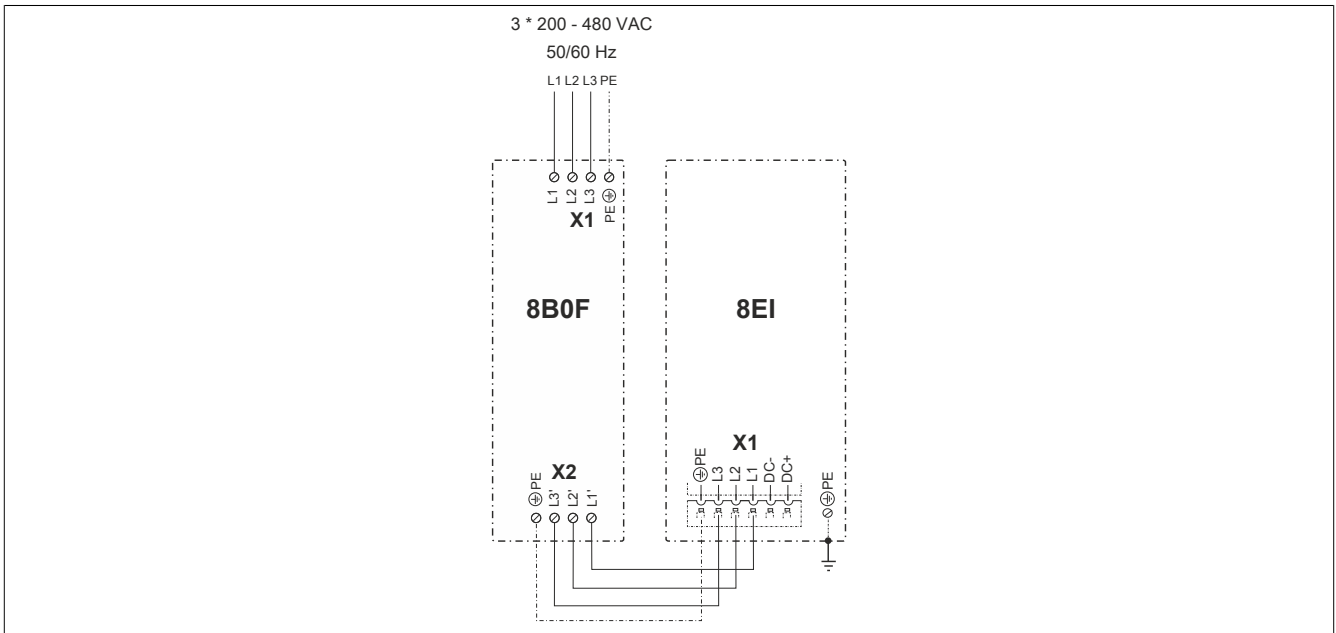 3 * 200 - 480 VAC
50/60 Hz
L1 L2 L3 PE
L1
L2
L3
PE
X1
8B0F
8EI
X1
PE
L3
L2
L1
DC-
DC+
PE
X2
PE
L3'
L2'
L1'